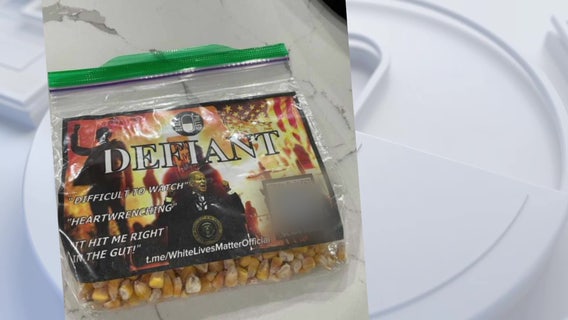 DEFIANT
"DIFFICULT TO WATCH"
"HEARTWRENCHING"
"IT HIT ME RIGHT
IN THE GUT!"
t.me/WhiteLivesMatterOfficial